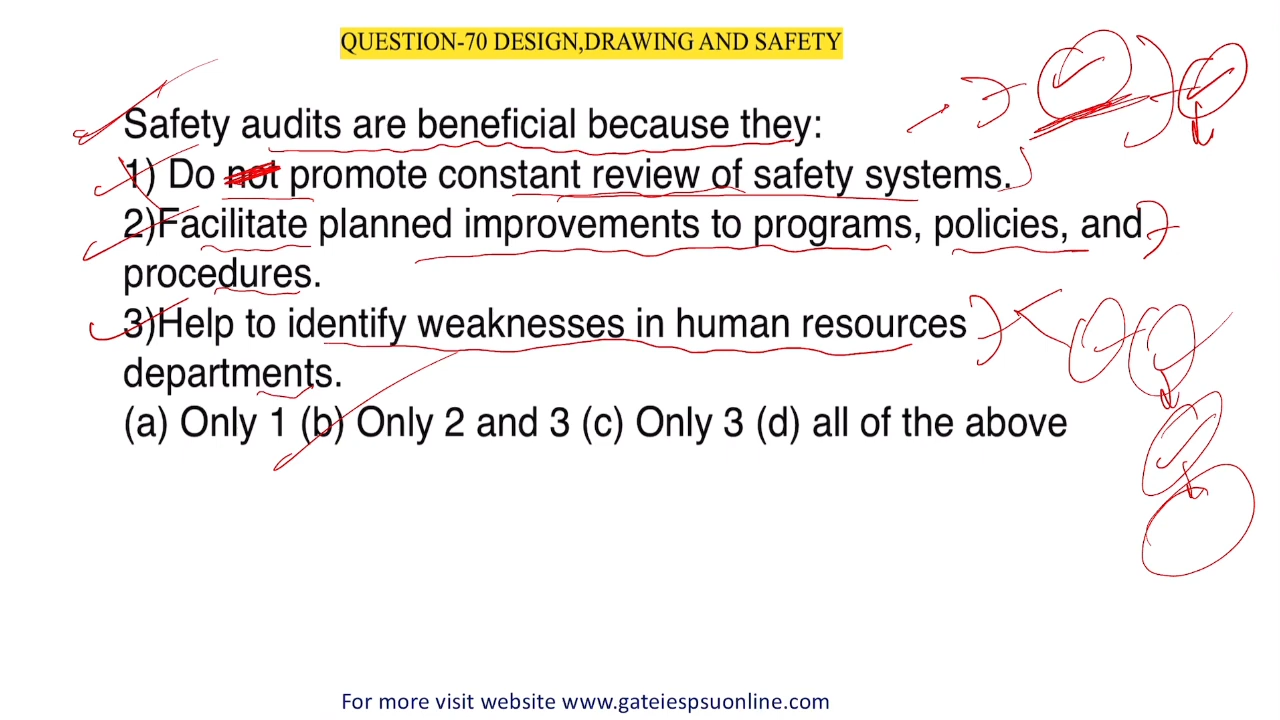 QUESTION-70 DESIGN,DRAWING AND SAFETY
Safety audits are beneficial because they:
1) Do not promote constant review of safety systems.
2)Facilitate planned improvements to programs, policies, and
procedures.
3)Help to identify weaknesses in human resources
departments.
(a) Only 1 (b) Only 2 and 3 (c) Only 3 (d) all of the above
For more visit website www.gateiespsuonline.com